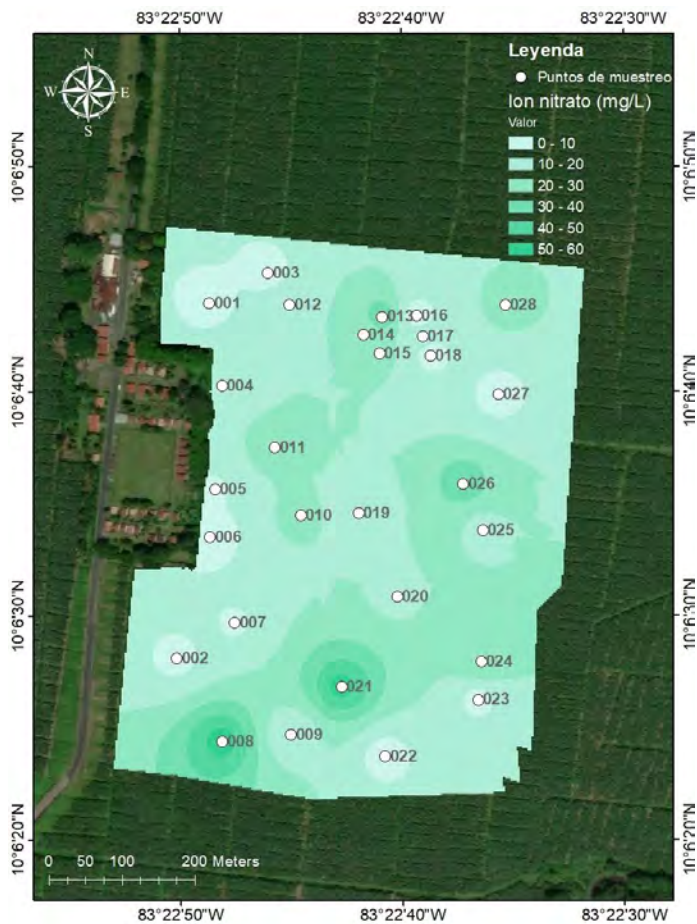 83°22'50"W 83°22'40"W 83°22'30"W
N
W E
S
Leyenda
Puntos de muestreo
Ion nitrato (mg/L)
Valor
0 - 10
10 - 20
20 - 30
30 - 40
40 - 50
50 - 60
10°6'50"N 10°6'50"N
003
001 012 013 016 028
014 017
015 018
10°6'40"N 004 027 10°6'40"N
011
005 026
010 019
006 025
10°6'30"N 020 10°6'30"N
007
002 024
021 023
008 009
022
10°6'20"N 10°6'20"N
0 50 100 200 Meters
83°22'50"W 83°22'40"W 83°22'30"W